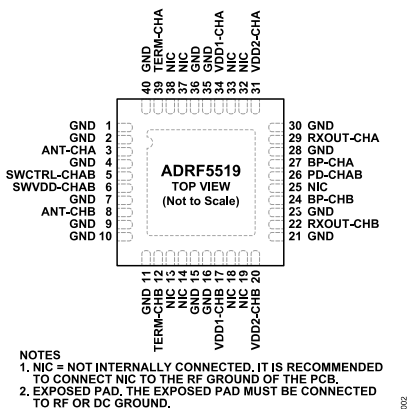 40 GND
39 TERM-CHA
38 NIC
37 NIC
36 GND
35 GND
34 VDD1-CHA
33 NIC
32 NIC
31 VDD2-CHA
GND 1
GND 2
ANT-CHA 3
GND 4
SWCTRL-CHAB 5
SWVDD-CHAB 6
GND 7
ANT-CHB 8
GND 9
GND 10
ADRF5519
TOP VIEW
(Not to Scale)
30 GND
29 RXOUT-CHA
28 GND
27 BP-CHA
26 PD-CHAB
25 NIC
24 BP-CHB
23 GND
22 RXOUT-CHB
21 GND
GND 11
TERM-CHB 12
NIC 13
NIC 14
GND 15
GND 16
VDD1-CHB 17
NIC 18
NIC 19
VDD2-CHB 20
NOTES
1. NIC = NOT INTERNALLY CONNECTED. IT IS RECOMMENDED
TO CONNECT NIC TO THE RF GROUND OF THE PCB.
2. EXPOSED PAD. THE EXPOSED PAD MUST BE CONNECTED
TO RF OR DC GROUND.
002